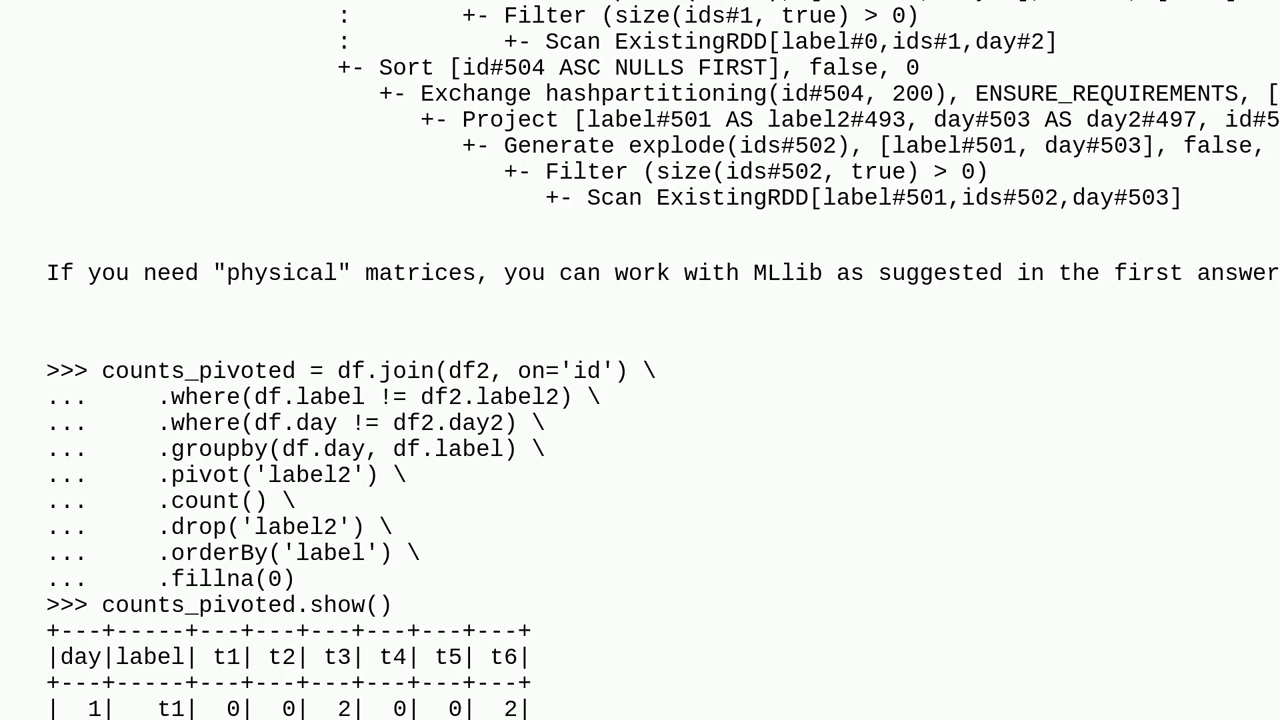 : +- Filter (size(ids#1, true) > 0)
: +- Scan ExistingRDD[label#0,ids#1,day#2]
+- Sort [id#504 ASC NULLS FIRST], false, 0
+- Exchange hashpartitioning(id#504, 200), ENSURE_REQUIREMENTS, [
+- Project [label#501 AS label2#493, day#503 AS day2#497, id#5
+- Generate explode(ids#502), [label#501, day#503], false,
+- Filter (size(ids#502, true) > 0)
+- Scan ExistingRDD[label#501,ids#502,day#503]
If you need "physical" matrices, you can work with MLlib as suggested in the first answer
>>> counts_pivoted = df.join(df2, on='id') \
...     .where(df.label != df2.label2) \
...     .where(df.day != df2.day2) \
...     .groupby(df.day, df.label) \
...     .pivot('label2') \
...     .count() \
...     .drop('label2') \
...     .orderBy('label') \
...     .fillna(0)
>>> counts_pivoted.show()
+---+-----+---+---+---+---+---+---+
|day|label| t1| t2| t3| t4| t5| t6|
+---+-----+---+---+---+---+---+---+
|  1|   t1|  0|  0|  2|  0|  0|  2|